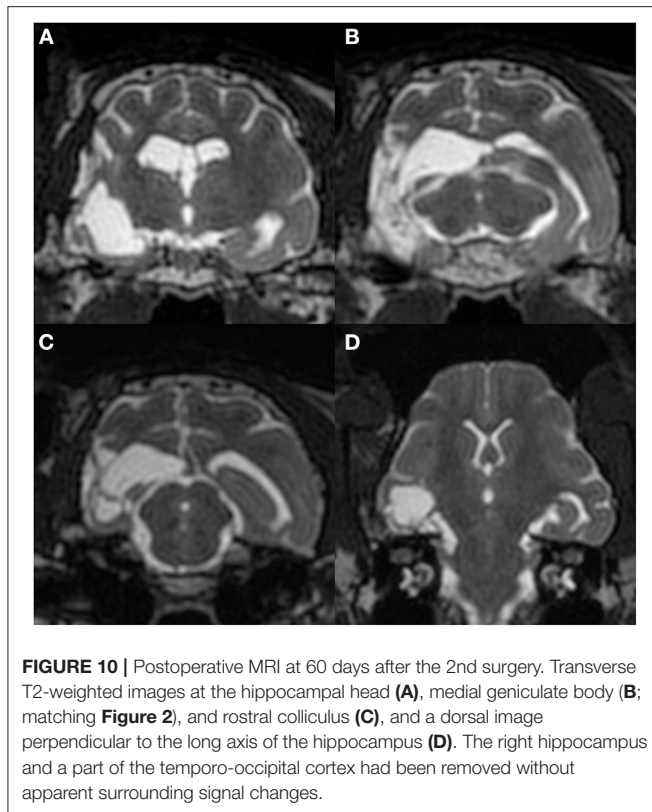 A
B
C
D
FIGURE 10 | Postoperative MRI at 60 days after the 2nd surgery. Transverse
T2-weighted images at the hippocampal head (A), medial geniculate body (B;
matching Figure 2), and rostral colliculus (C), and a dorsal image
perpendicular to the long axis of the hippocampus (D). The right hippocampus
and a part of the temporo-occipital cortex had been removed without
apparent surrounding signal changes.